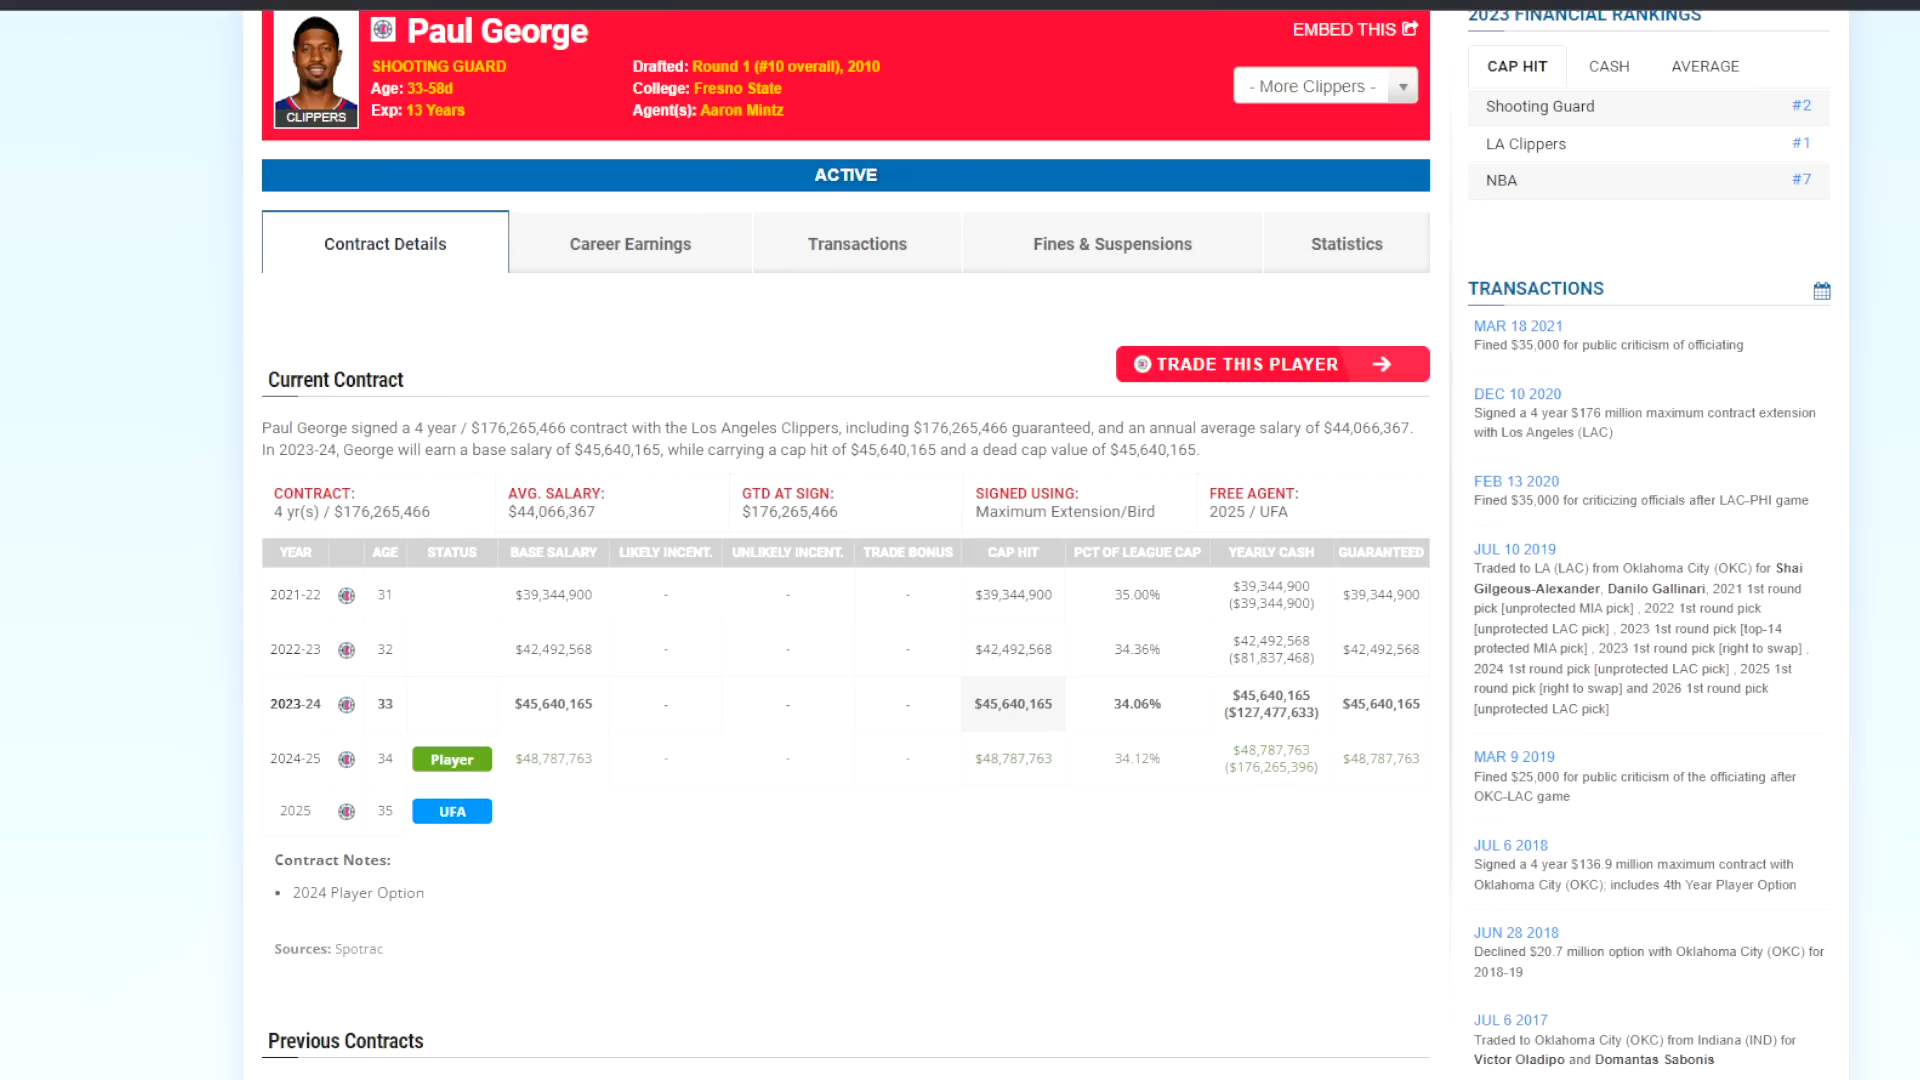 Paul George
SHOOTING GUARD
Age: 33-58d
Exp: 13 Years
CLIPPERS
Drafted: Round 1 (#10 overall), 2010
College: Fresno State
Agent(s): Aaron Mintz
EMBED THIS
- More Clippers -
ACTIVE
Contract Details
Career Earnings
Transactions
Fines & Suspensions
Statistics
TRADE THIS PLAYER
Current Contract
Paul George signed a 4 year / $176,265,466 contract with the Los Angeles Clippers, including $176,265,466 guaranteed, and an annual average salary of $44,066,367.
In 2023-24, George will earn a base salary of $45,640,165, while carrying a cap hit of $45,640,165 and a dead cap value of $45,640,165.
CONTRACT: AVG. SALARY: GTD AT SIGN: SIGNED USING: FREE AGENT:
4 yr(s) / $176,265,466 $44,066,367 $176,265,466 Maximum Extension/Bird 2025 / UFA
YEAR AGE STATUS BASE SALARY LIKELY INCENT. UNLIKELY INCENT. TRADE BONUS CAP HIT PCT OF LEAGUE CAP YEARLY CASH GUARANTEED
2021-22 31 $39,344,900 - - - $39,344,900 35.00% $39,344,900 ($39,344,900) $39,344,900
2022-23 32 $42,492,568 - - - $42,492,568 34.36% $42,492,568 ($81,837,468) $42,492,568
2023-24 33 $45,640,165 - - - $45,640,165 34.06% $45,640,165 ($127,477,633) $45,640,165
2024-25 34 Player $48,787,763 - - - $48,787,763 34.12% $48,787,763 ($176,265,396) $48,787,763
2025 35 UFA
Contract Notes:
• 2024 Player Option
Sources: Spotrac
Previous Contracts
2023 FINANCIAL RANKINGS
CAP HIT CASH AVERAGE
Shooting Guard #2
LA Clippers #1
NBA #7
TRANSACTIONS
MAR 18 2021
Fined $35,000 for public criticism of officiating
DEC 10 2020
Signed a 4 year $176 million maximum contract extension
with Los Angeles (LAC)
FEB 13 2020
Fined $35,000 for criticizing officials after LAC-PHI game
JUL 10 2019
Traded to LA (LAC) from Oklahoma City (OKC) for Shai
Gilgeous-Alexander, Danilo Gallinari, 2021 1st round
pick [unprotected MIA pick] , 2022 1st round pick
[unprotected LAC pick] , 2023 1st round pick [top-14
protected MIA pick] , 2023 1st round pick [right to swap] ,
2024 1st round pick [unprotected LAC pick] , 2025 1st
round pick [right to swap] and 2026 1st round pick
[unprotected LAC pick]
MAR 9 2019
Fined $25,000 for public criticism of the officiating after
OKC-LAC game
JUL 6 2018
Signed a 4 year $136.9 million maximum contract with
Oklahoma City (OKC); includes 4th Year Player Option
JUN 28 2018
Declined $20.7 million option with Oklahoma City (OKC) for
2018-19
JUL 6 2017
Traded to Oklahoma City (OKC) from Indiana (IND) for
Victor Oladipo and Domantas Sabonis